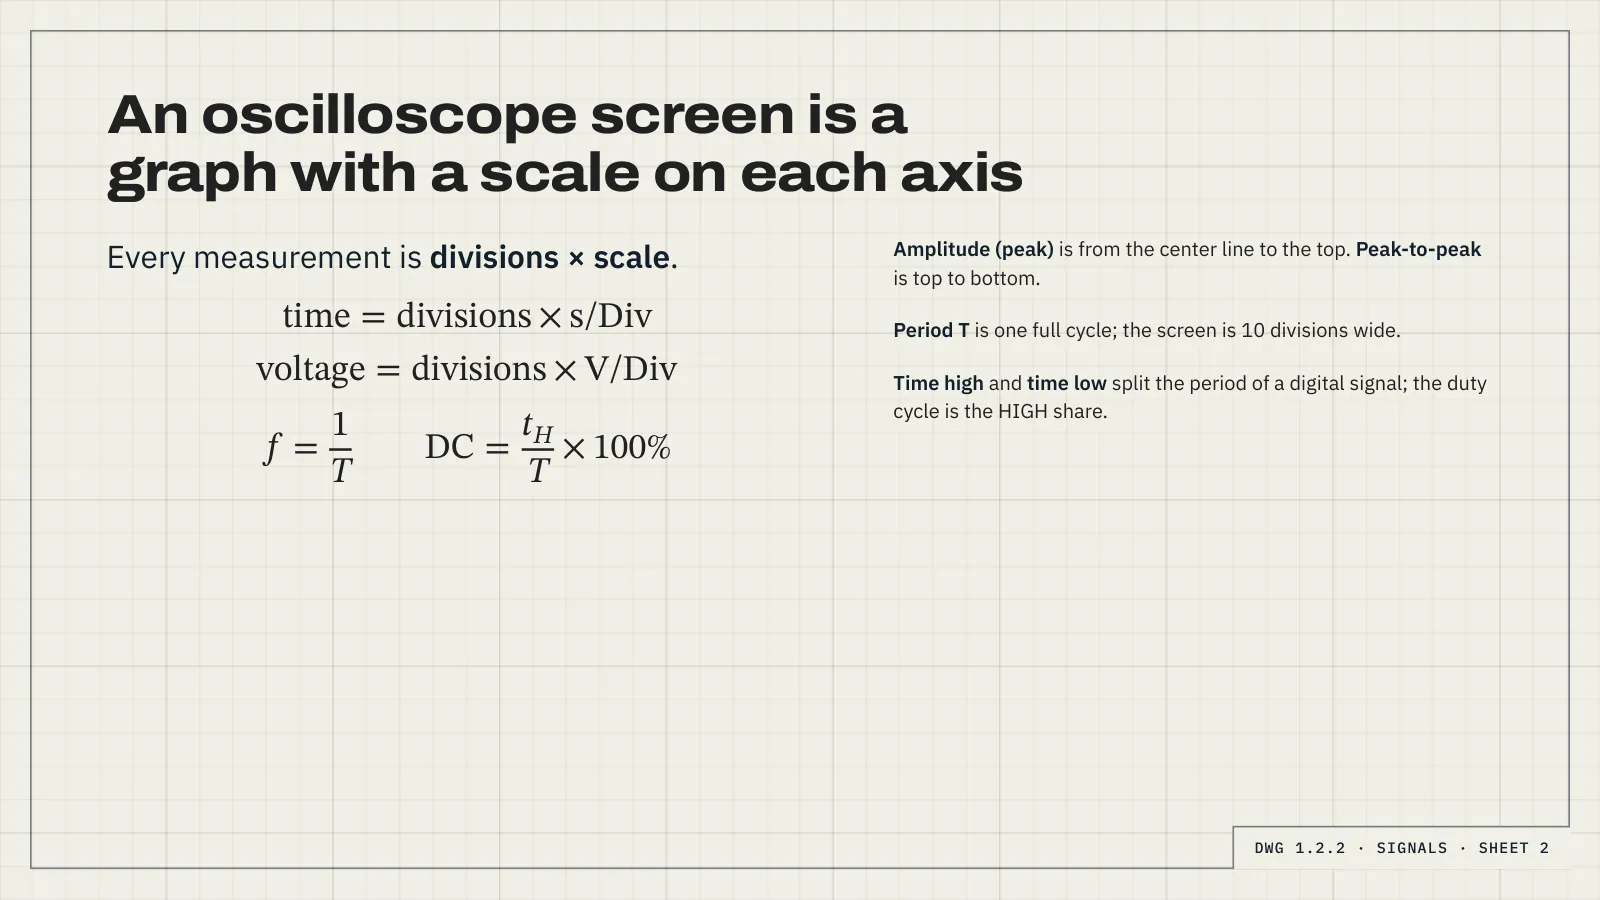 An oscilloscope screen is a
graph with a scale on each axis
Every measurement is divisions × scale.
time = divisions × s/Div
voltage = divisions × V/Div
f = 1/T    DC = t_H/T × 100%
Amplitude (peak) is from the center line to the top. Peak-to-peak
is top to bottom.
Period T is one full cycle; the screen is 10 divisions wide.
Time high and time low split the period of a digital signal; the duty
cycle is the HIGH share.
DWG 1.2.2 · SIGNALS · SHEET 2